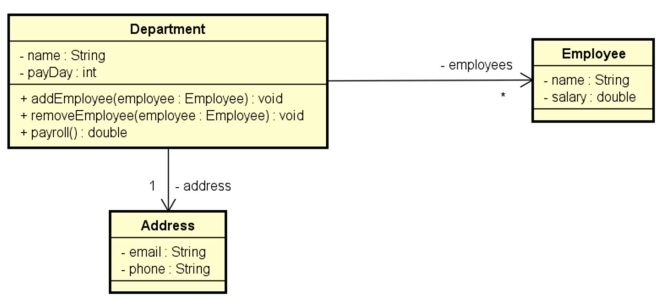 Department
- name : String
- payDay : int
+ addEmployee(employee : Employee) : void
+ removeEmployee(employee : Employee) : void
+ payroll() : double
- employees
*
Employee
- name : String
- salary : double
1 - address
Address
- email : String
- phone : String